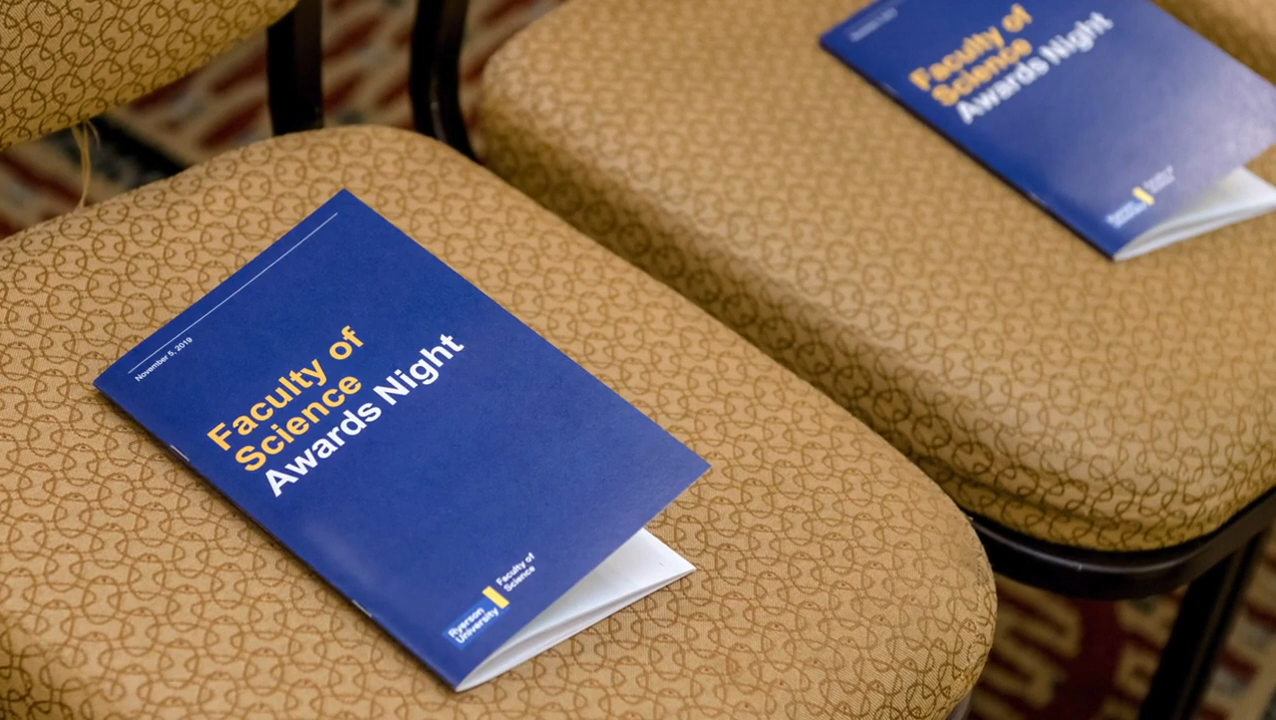 November 5, 2019
Faculty of
Science
Awards Night
Ryerson
University
Faculty of
Science
Faculty of
Science
Awards Night